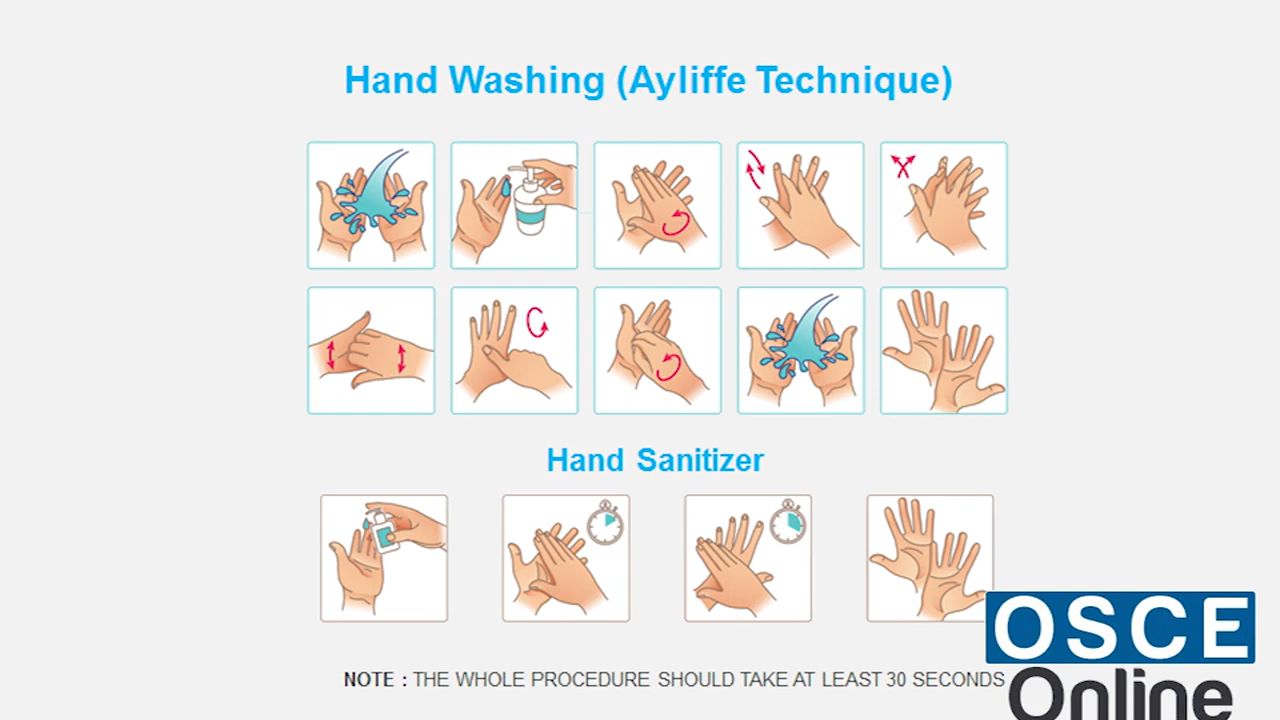 Hand Washing (Ayliffe Technique)
Hand Sanitizer
NOTE : THE WHOLE PROCEDURE SHOULD TAKE AT LEAST 30 SECONDS
OSCE
Online